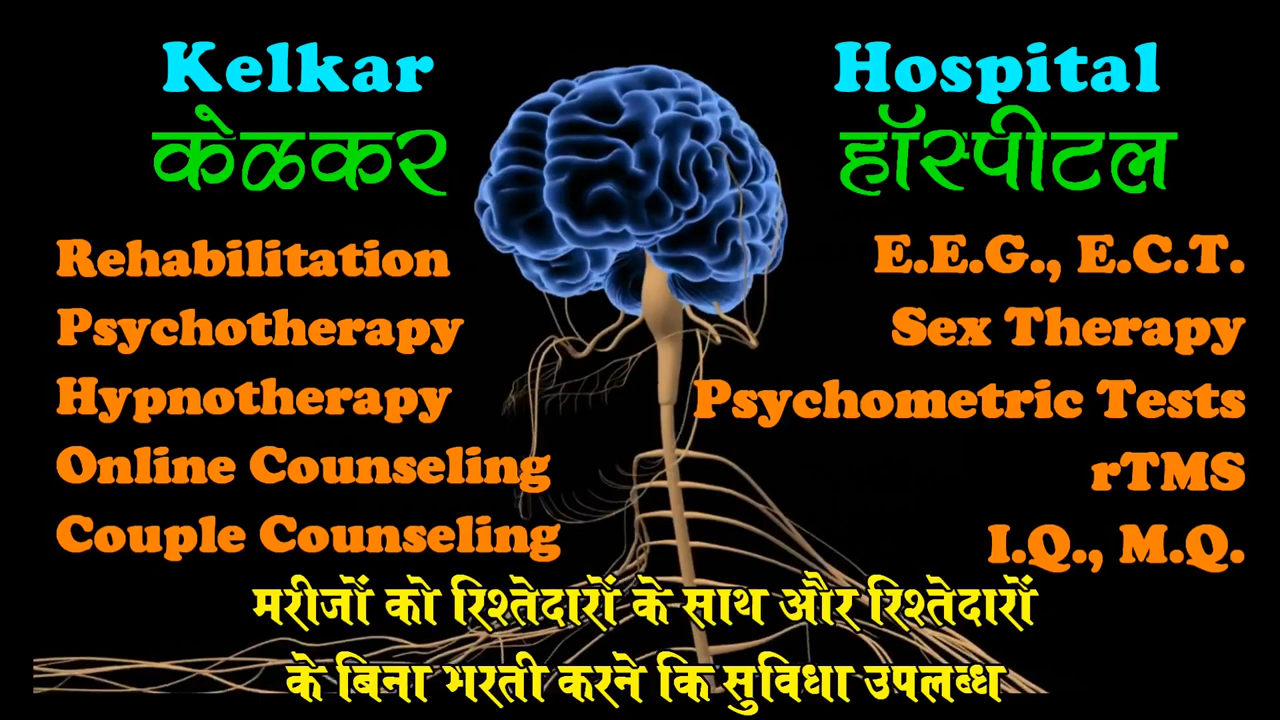 Kelkar Hospital
केळकर हॉस्पीटल
Rehabilitation
Psychotherapy
Hypnotherapy
Online Counseling
Couple Counseling
E.E.G., E.C.T.
Sex Therapy
Psychometric Tests
rTMS
I.Q., M.Q.
मरीजों को रिश्तेदारों के साथ और रिश्तेदारों
के बिना भरती करने कि सुविधा उपलब्ध